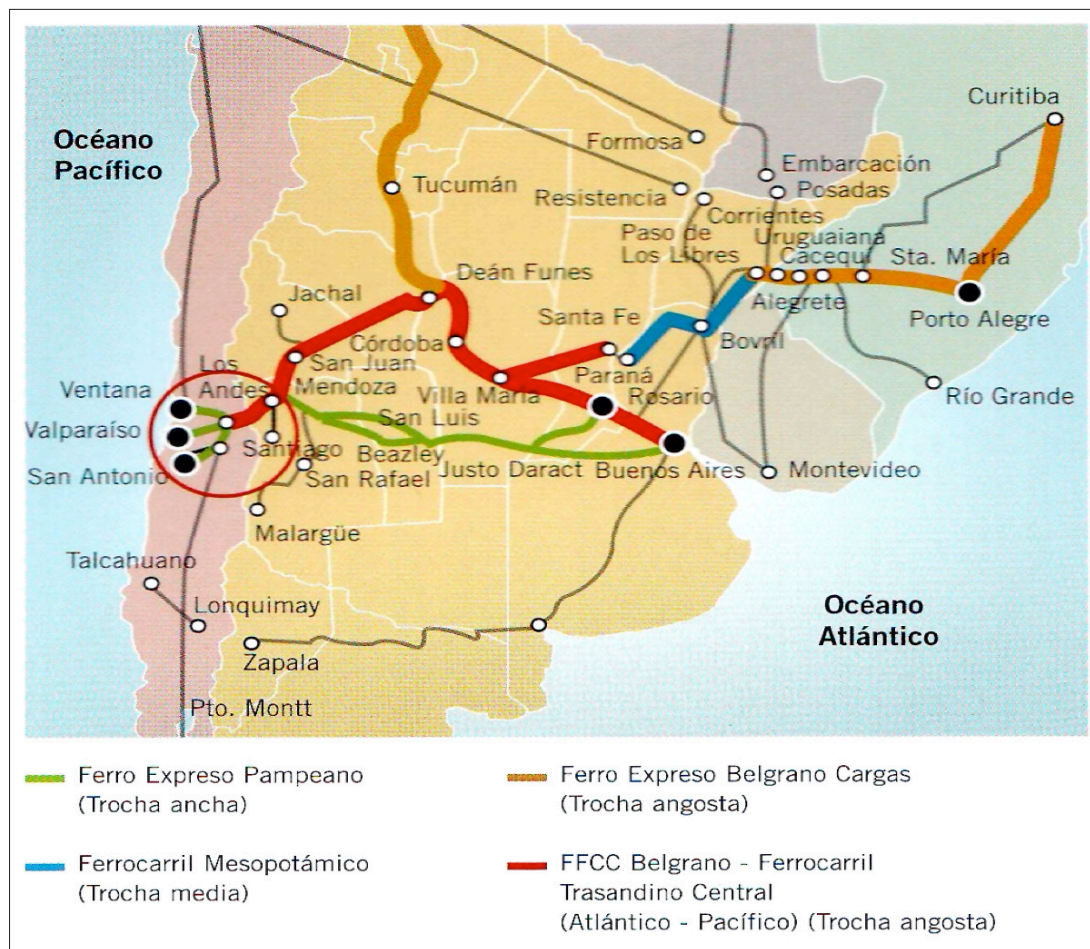 Curitiba
Océano
Pacífico
Formosa
Embarcación
Tucumán
Resistencia
Posadas
Corrientes
Paso de
Los Libres
Uruguaiana
Cacequi
Sta. María
Deán Funes
Jachal
Alegrete
Santa Fe
Porto Alegre
Córdoba
Bovril
Los
Andes
San Juan
Paraná
Ventana
Mendoza
Villa María
Rosario
Río Grande
San Luis
Valparaíso
Santiago
Beazley
Justo Daract
Buenos Aires
Montevideo
San Antonio
San Rafael
Malargüe
Talcahuano
Lonquimay
Océano
Atlántico
Zapala
Pto. Montt
Ferro Expreso Pampeano
(Trocha ancha)
Ferro Expreso Belgrano Cargas
(Trocha angosta)
Ferrocarril Mesopotámico
(Trocha media)
FFCC Belgrano - Ferrocarril
Trasandino Central
(Atlántico - Pacífico) (Trocha angosta)